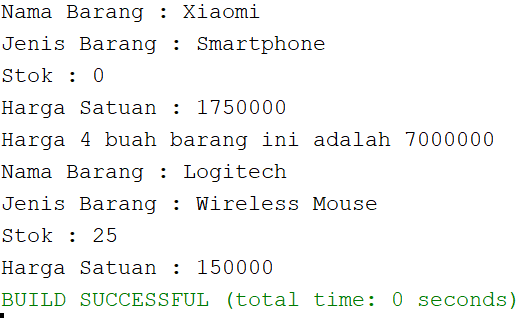 Nama Barang : Xiaomi
Jenis Barang : Smartphone
Stok : 0
Harga Satuan : 1750000
Harga 4 buah barang ini adalah 7000000
Nama Barang : Logitech
Jenis Barang : Wireless Mouse
Stok : 25
Harga Satuan : 150000
BUILD SUCCESSFUL (total time: 0 seconds)